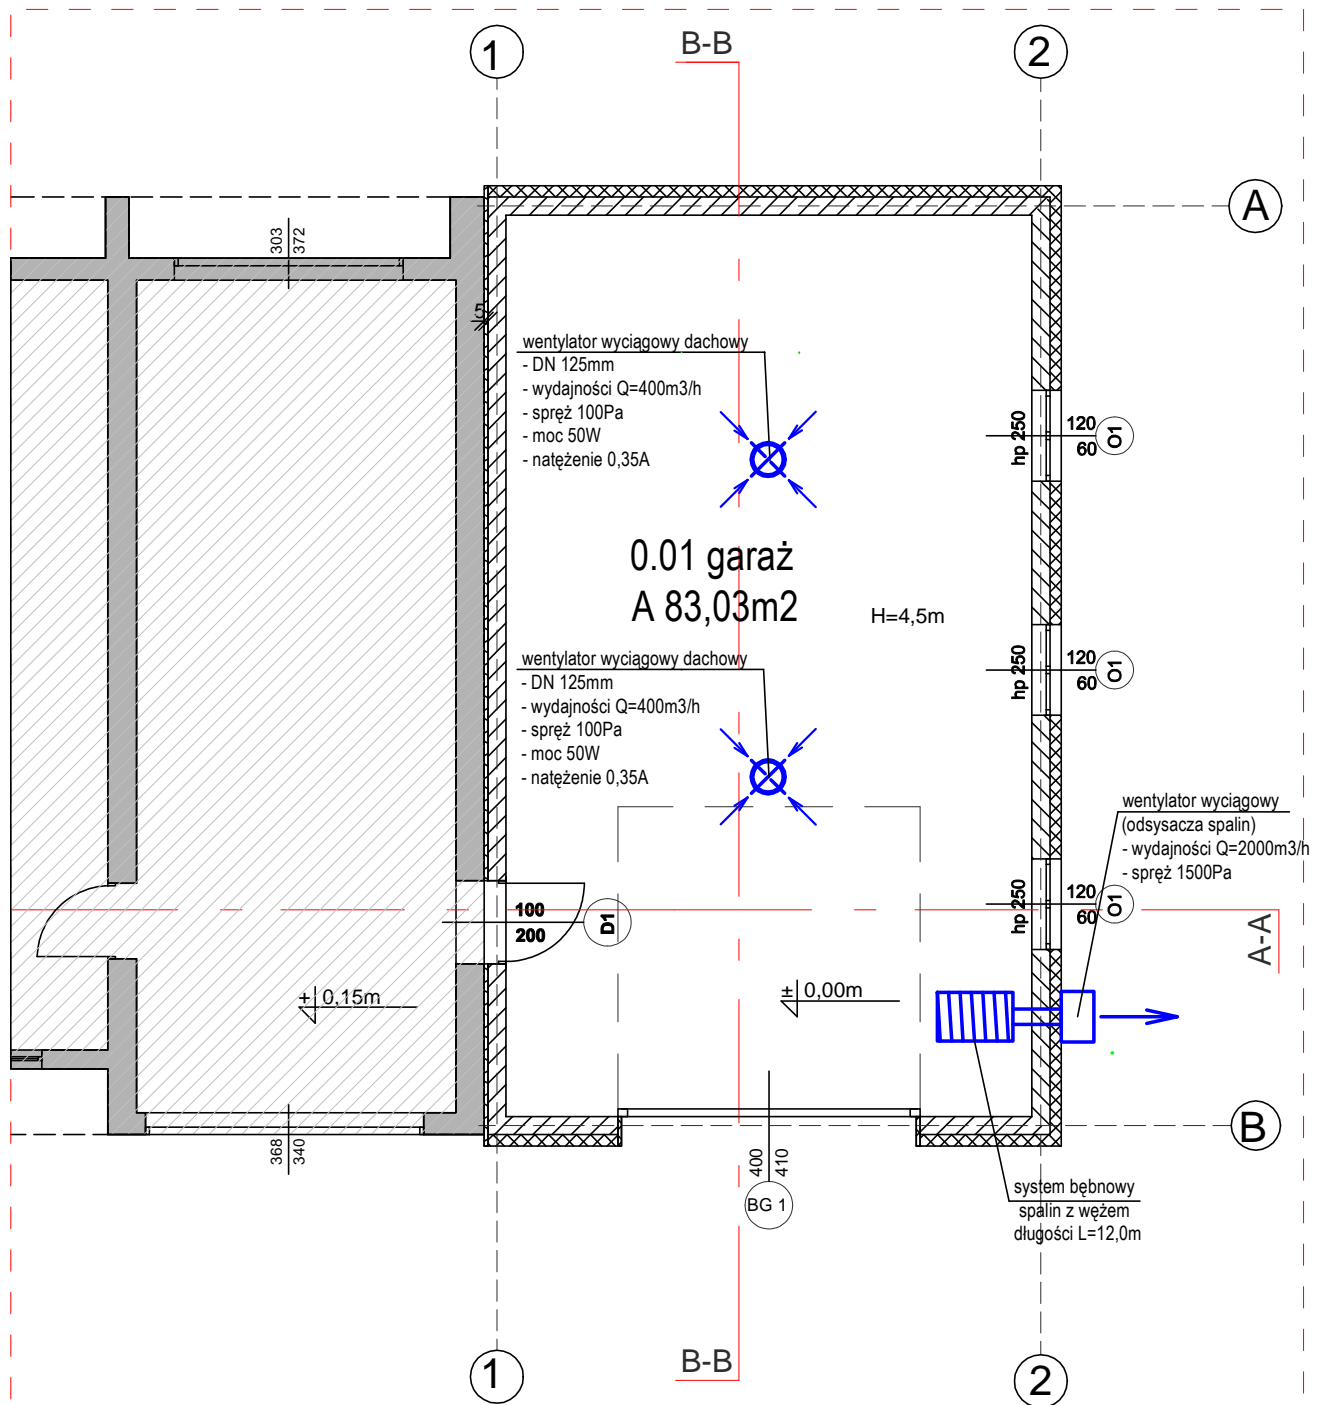 1
B-B
2
A
303
372
5
wentylator wyciągowy dachowy
- DN 125mm
- wydajności Q=400m3/h
- spręż 100Pa
- moc 50W
- natężenie 0,35A
hp 250
120
60
O1
0.01 garaż
A 83,03m2
H=4,5m
wentylator wyciągowy dachowy
- DN 125mm
- wydajności Q=400m3/h
- spręż 100Pa
- moc 50W
- natężenie 0,35A
hp 250
120
60
O1
wentylator wyciągowy
(odsysacza spalin)
- wydajności Q=2000m3/h
- spręż 1500Pa
hp 250
120
60
O1
100
200
D1
A-A
+ 0,15m
± 0,00m
B
368
340
400
410
BG 1
system bębnowy
spalin z wężem
długości L=12,0m
1
B-B
2